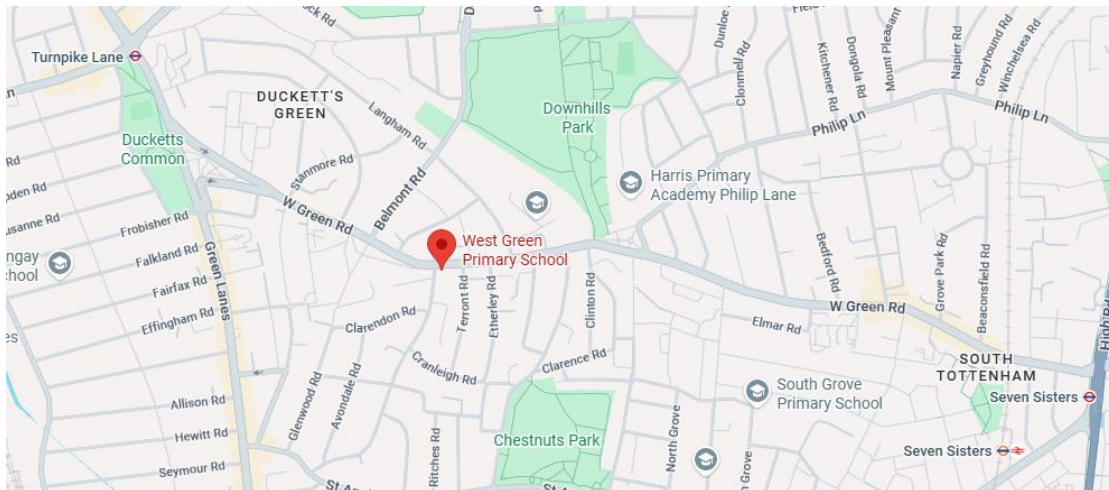 Turnpike Lane
DUCKETT'S
GREEN
Ducketts
Common
Langham Rd
Stanmore Rd
Belmont Rd
W Green Rd
Downhills
Park
Harris Primary
Academy Philip Lane
West Green
Primary School
Dunloe
Clonmell Rd
Kitchener Rd
Dongola Rd
Mount Pleasant
Napier Rd
Greyhound Rd
Winchelsea Rd
Philip Ln
Philip Ln
Frobisher Rd
Falkland Rd
Fairfax Rd
Effingham Rd
Green Lanes
Allison Rd
Hewitt Rd
Seymour Rd
Glenwood Rd
Avondale Rd
Clarendon Rd
Cranleigh Rd
Ritches Rd
Terront Rd
Etherley Rd
Clinton Rd
Clarence Rd
Chestnuts Park
North Grove
South Grove
Primary School
Elmar Rd
Bedford Rd
W Green Rd
Grove Park Rd
Beaconsfield Rd
SOUTH
TOTTENHAM
Seven Sisters
Seven Sisters
High Rd